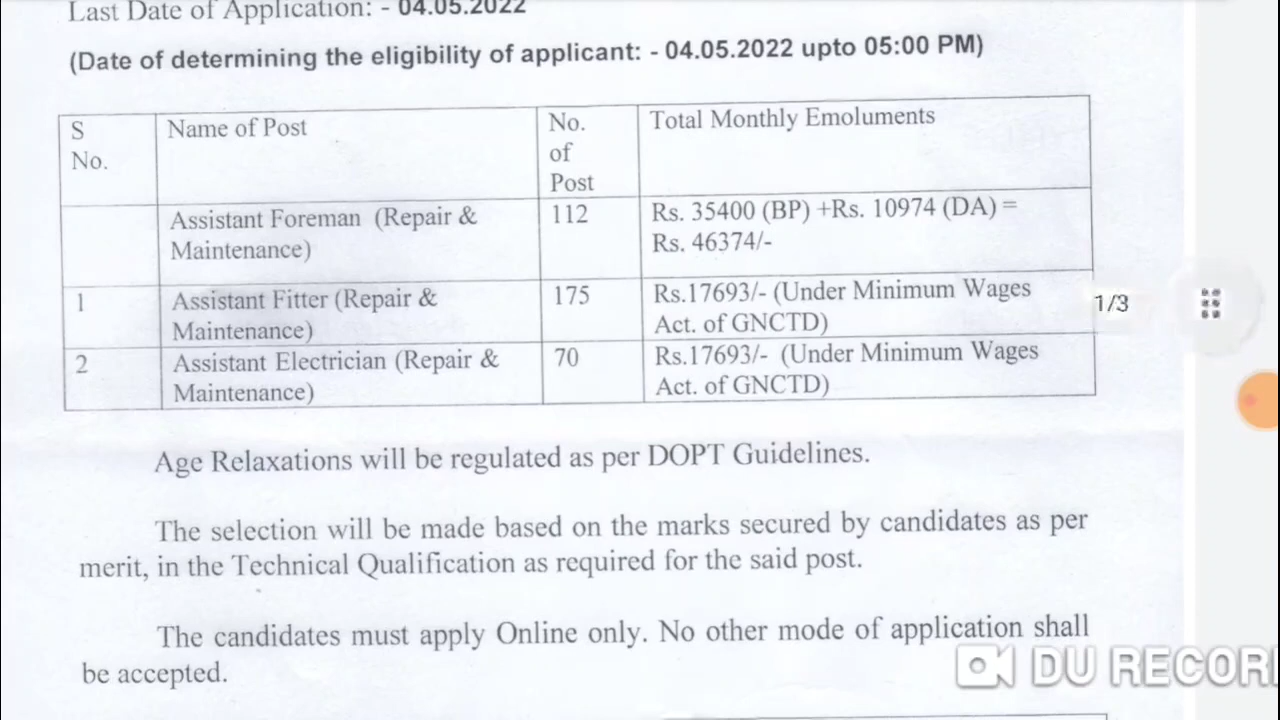 Last Date of Application: - 04.05.2022
(Date of determining the eligibility of applicant: - 04.05.2022 upto 05:00 PM)
S No.
Name of Post
No. of Post
Total Monthly Emoluments
Assistant Foreman (Repair &
Maintenance)
112
Rs. 35400 (BP) +Rs. 10974 (DA) =
Rs. 46374/-
1
Assistant Fitter (Repair &
Maintenance)
175
Rs.17693/- (Under Minimum Wages
Act. of GNCTD)
2
Assistant Electrician (Repair &
Maintenance)
70
Rs.17693/- (Under Minimum Wages
Act. of GNCTD)
1/3
Age Relaxations will be regulated as per DOPT Guidelines.
The selection will be made based on the marks secured by candidates as per
merit, in the Technical Qualification as required for the said post.
The candidates must apply Online only. No other mode of application shall
be accepted.
DU RECOR